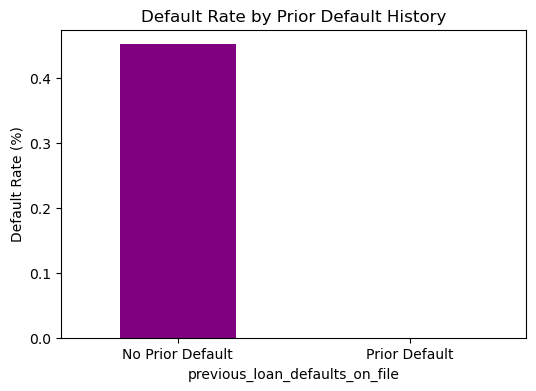 Default Rate by Prior Default History
Default Rate (%)
0.4
0.3
0.2
0.1
0.0
No Prior Default
Prior Default
previous_loan_defaults_on_file